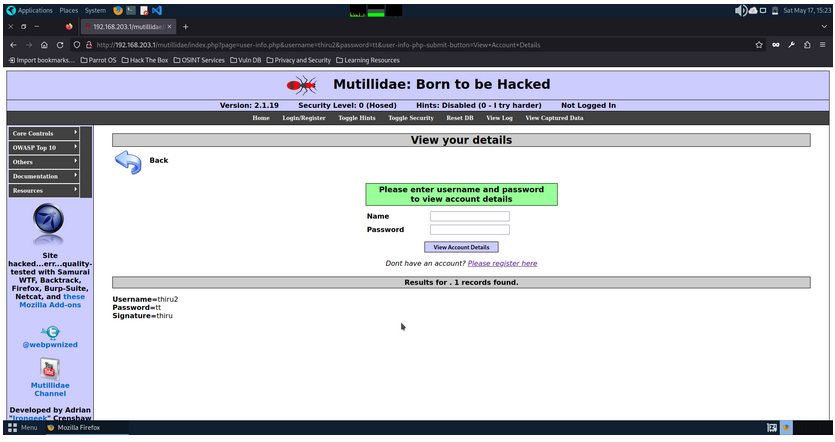 Applications Places System Sat May 17, 15:23
192.168.203.1/mutillidae/
http://192.168.203.1/mutillidae/index.php?page=user-info.php&username=thiru2&password=tt&user-info-php-submit-button=View+Account+Details
Import bookmarks... Parrot OS Hack The Box OSINT Services Vuln DB Privacy and Security Learning Resources
Mutillidae: Born to be Hacked
Version: 2.1.19 Security Level: 0 (Hosed) Hints: Disabled (0 - I try harder) Not Logged In
Home Login/Register Toggle Hints Toggle Security Reset DB View Log View Captured Data
Core Controls
OWASP Top 10
Others
Documentation
Resources
Site
hacked...err...quality-
tested with Samurai
WTF, Backtrack,
Firefox, Burp-Suite,
Netcat, and these
Mozilla Add-ons
@webpwnized
Mutillidae
Channel
Developed by Adrian
"Irongeek" Crenshaw
View your details
Back
Please enter username and password
to view account details
Name
Password
View Account Details
Dont have an account? Please register here
Results for . 1 records found.
Username=thiru2
Password=tt
Signature=thiru
Menu Mozilla Firefox